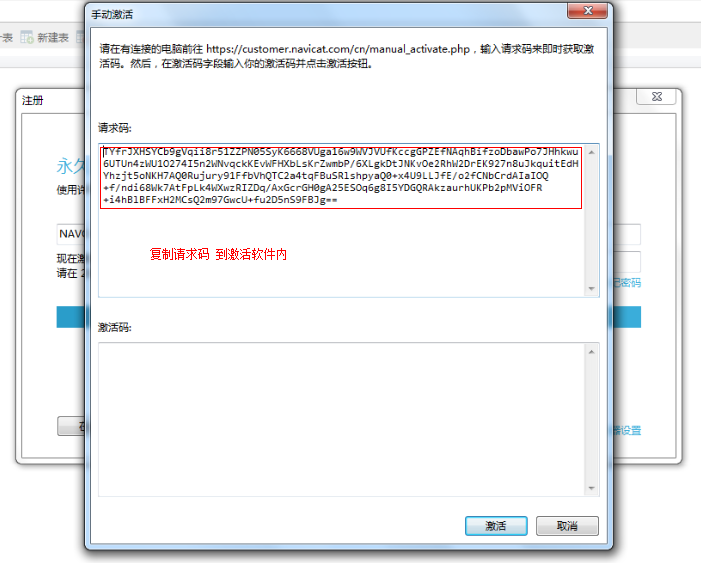 手动激活
表 新建表
请在有连接的电脑前往 https://customer.navicat.com/cn/manual_activate.php，输入请求码来即时获取激
活码。然后，在激活码字段输入你的激活码并点击激活按钮。
注册
请求码:
TYfrJXHSYCb9gVqii8r51ZZPN05SyK6668VUga16w9WVJVUfKccgGPZEfNAqhBifzoDbawPo7JHhkwu
6UTUn4zWU1O274I5n2WNvqckKEvWFHXbLsKrZwmbP/6XLgkDtJNKvOe2RhW2DrEK927n8uJkquitEdH
Yhzjt5oNKH7AQ0Rujury91FfbVhQTC2a4tqFBuSRlshpyaQ0+x4U9LLJfE/o2fCNbCrdAIaIOQ
+f/ndi68Wk7AtFpLk4WXwzRIZDq/AxGcrGH0gA25ESOq6g8I5YDGQRAkzaurhUKPb2pMViOFR
+i4hBlBFFxH2MCsQ2m97GwcU+fu2D5nS9FBJg==
永久
使用许
NAV
复制请求码 到激活软件内
现在激
请在 2
记密码
激活码:
设置
激活
取消